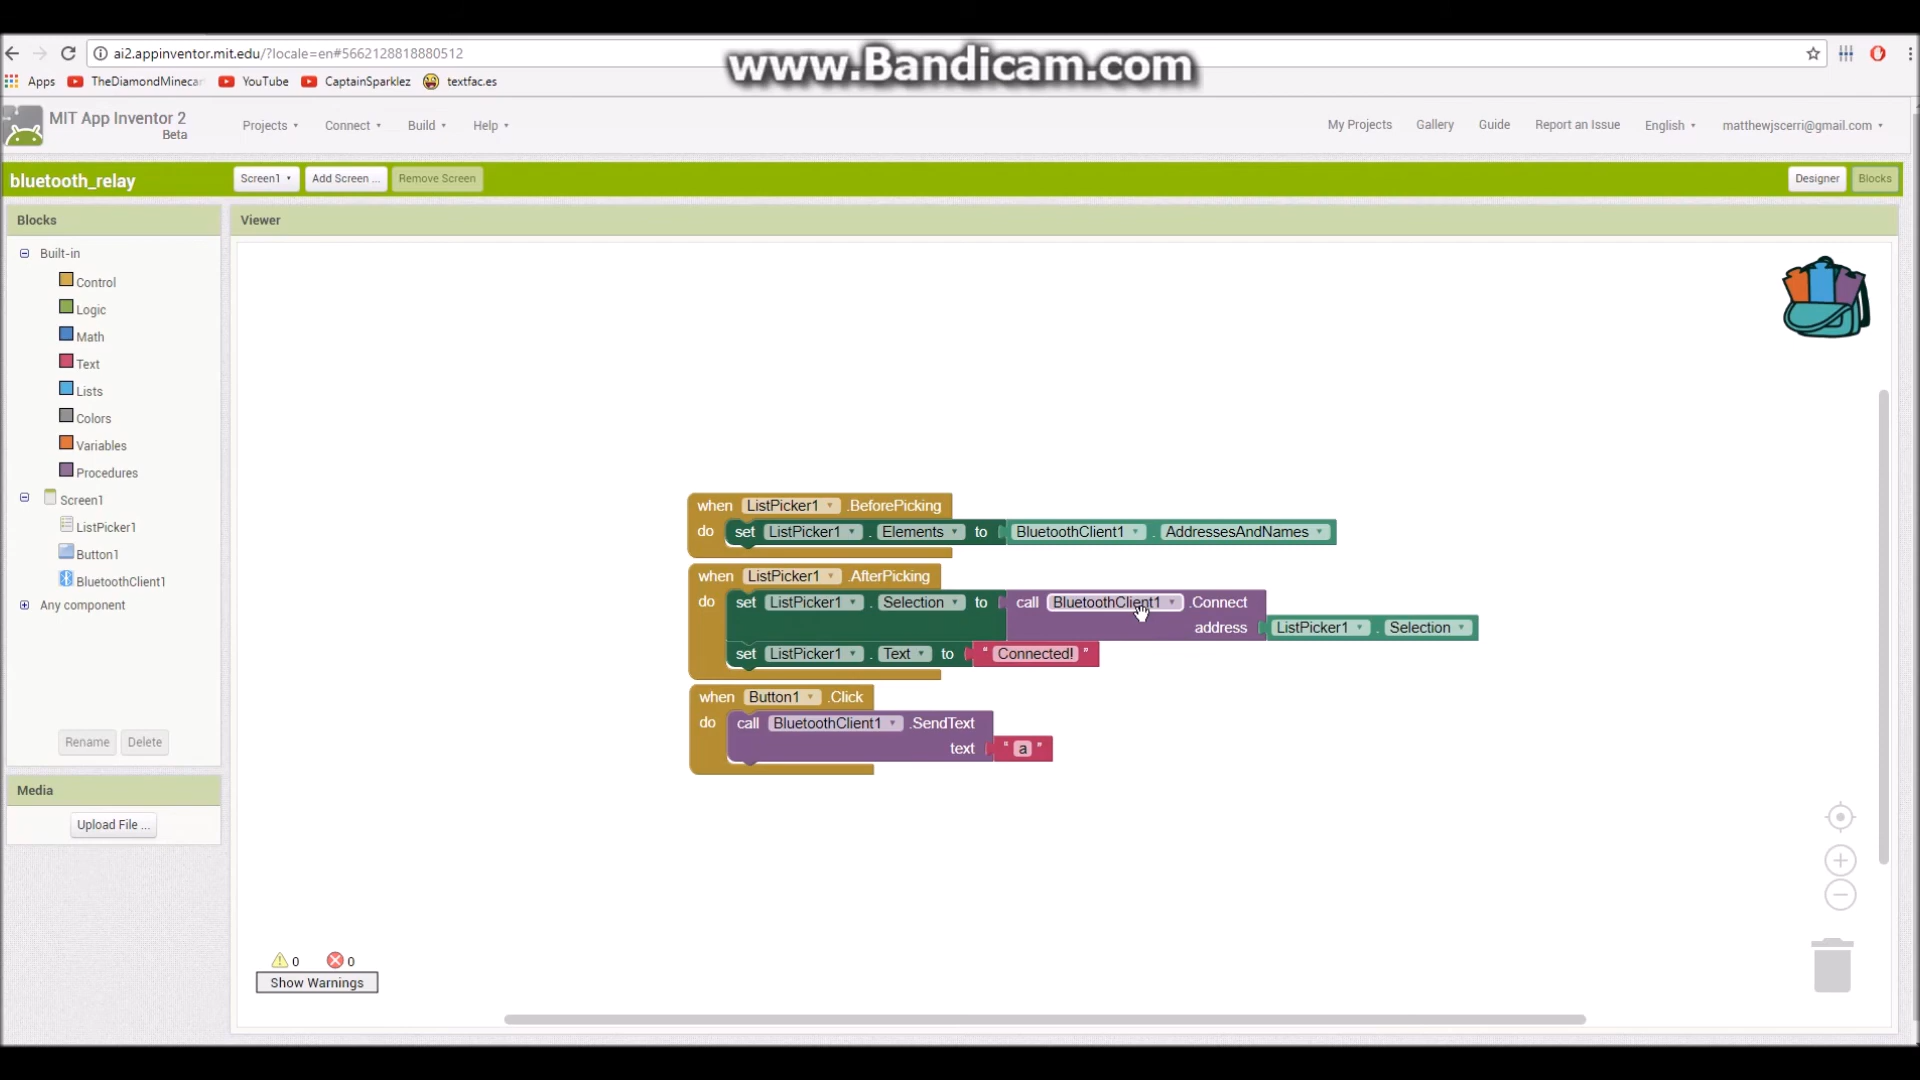 ai2.appinventor.mit.edu/?locale=en#5662128818880512
www.Bandicam.com
Apps TheDiamondMinecar YouTube CaptainSparklez textfac.es
MIT App Inventor 2
Beta
Projects Connect Build Help My Projects Gallery Guide Report an Issue English matthewjscerri@gmail.com
bluetooth_relay Screen1 Add Screen ... Remove Screen Designer Blocks
Blocks
Viewer
Built-in
Control
Logic
Math
Text
Lists
Colors
Variables
Procedures
Screen1
ListPicker1
Button1
BluetoothClient1
Any component
Rename Delete
Media
Upload File ...
when ListPicker1 .BeforePicking
do set ListPicker1 . Elements to BluetoothClient1 . AddressesAndNames
when ListPicker1 .AfterPicking
do set ListPicker1 . Selection to call BluetoothClient1 .Connect
address ListPicker1 . Selection
set ListPicker1 . Text to " Connected! "
when Button1 .Click
do call BluetoothClient1 .SendText
text " a "
0 0
Show Warnings